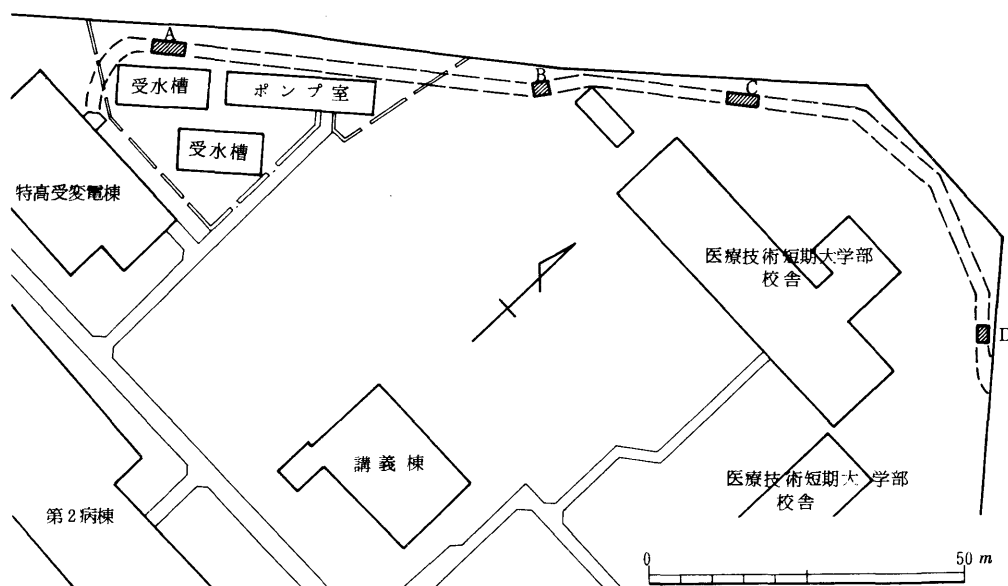 A
B
C
D
受水槽
ポンプ室
受水槽
特高受変電棟
医療技術短期大学部
校舎
講義棟
医療技術短期大学部
校舎
第2病棟
0
50 m